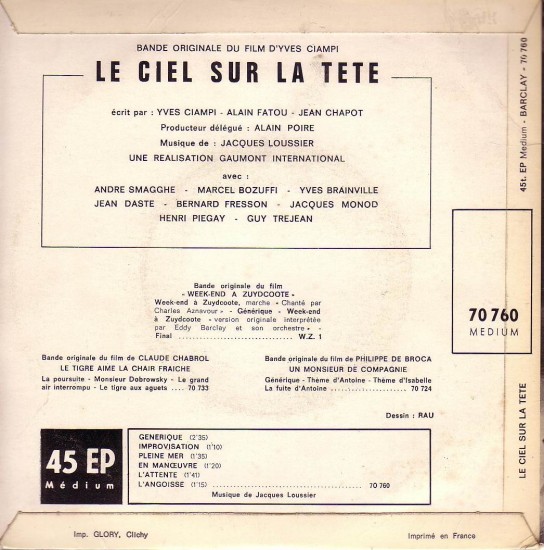 BANDE ORIGINALE DU FILM D'YVES CIAMPI
LE CIEL SUR LA TETE
écrit par : YVES CIAMPI - ALAIN FATOU - JEAN CHAPOT
Producteur délégué : ALAIN POIRE
Musique de : JACQUES LOUSSIER
UNE REALISATION GAUMONT INTERNATIONAL
avec :
ANDRE SMAGGHE - MARCEL BOZUFFI - YVES BRAINVILLE
JEAN DASTE - BERNARD FRESSON - JACQUES MONOD
HENRI PIEGAY - GUY TREJEAN
Bande originale du film
« WEEK-END A ZUYDCOOTE »
Week-end à Zuydcoote, marche « Chanté par
Charles Aznavour » - Générique - Week-end
à Zuydcoote « version originale interprétée
par Eddy Barclay et son orchestre » -
Final .................... W.Z. 1
Bande originale du film de CLAUDE CHABROL
LE TIGRE AIME LA CHAIR FRAICHE
La poursuite - Monsieur Dobrowsky - Le grand
air interrompu - Le tigre aux aguets .... 70 733
Bande originale du film de PHILIPPE DE BROCA
UN MONSIEUR DE COMPAGNIE
Générique - Thème d'Antoine - Thème d'Isabelle
La fuite d'Antoine .................... 70 724
Dessin : RAU
45 EP
Médium
GENERIQUE (2'35)
IMPROVISATION (1'10)
PLEINE MER (1'35)
EN MANŒUVRE (1'20)
L'ATTENTE (1'41)
L'ANGOISSE (1'15) .................... 70 760
Musique de Jacques Loussier
Imp. GLORY, Clichy
Imprimé en France
70 760
MEDIUM
45t. EP Medium - BARCLAY - 70 760
LE CIEL SUR LA TETE